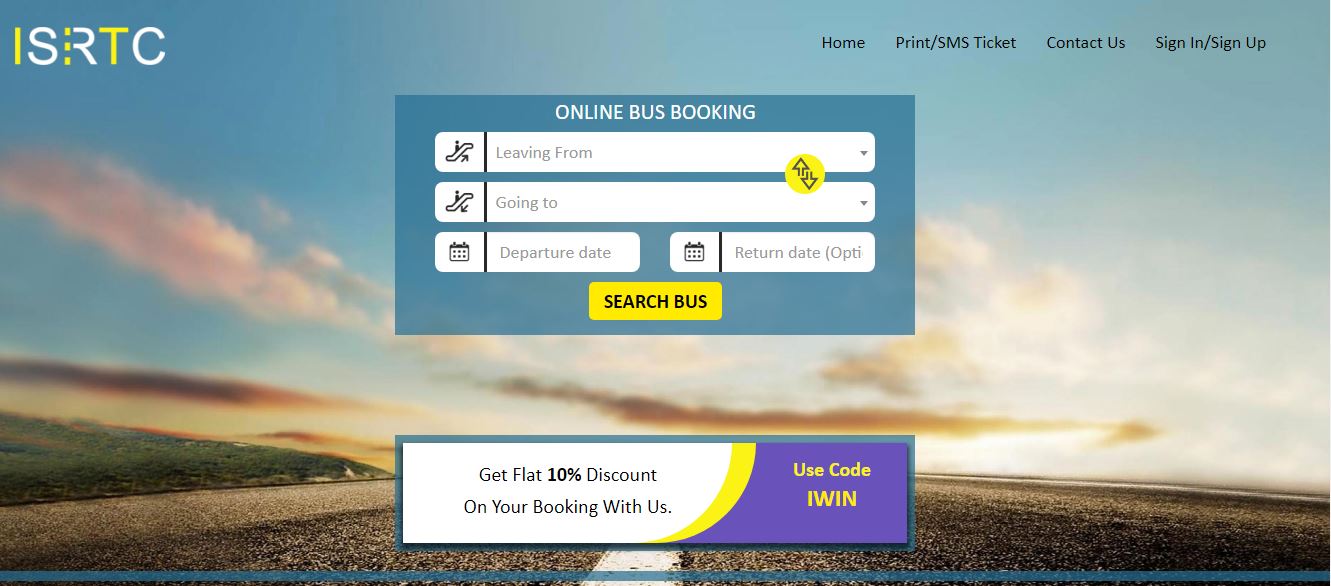 ISRTC
Home Print/SMS Ticket Contact Us Sign In/Sign Up
ONLINE BUS BOOKING
Leaving From
Going to
Departure date Return date (Opti
SEARCH BUS
Get Flat 10% Discount
On Your Booking With Us.
Use Code
IWIN